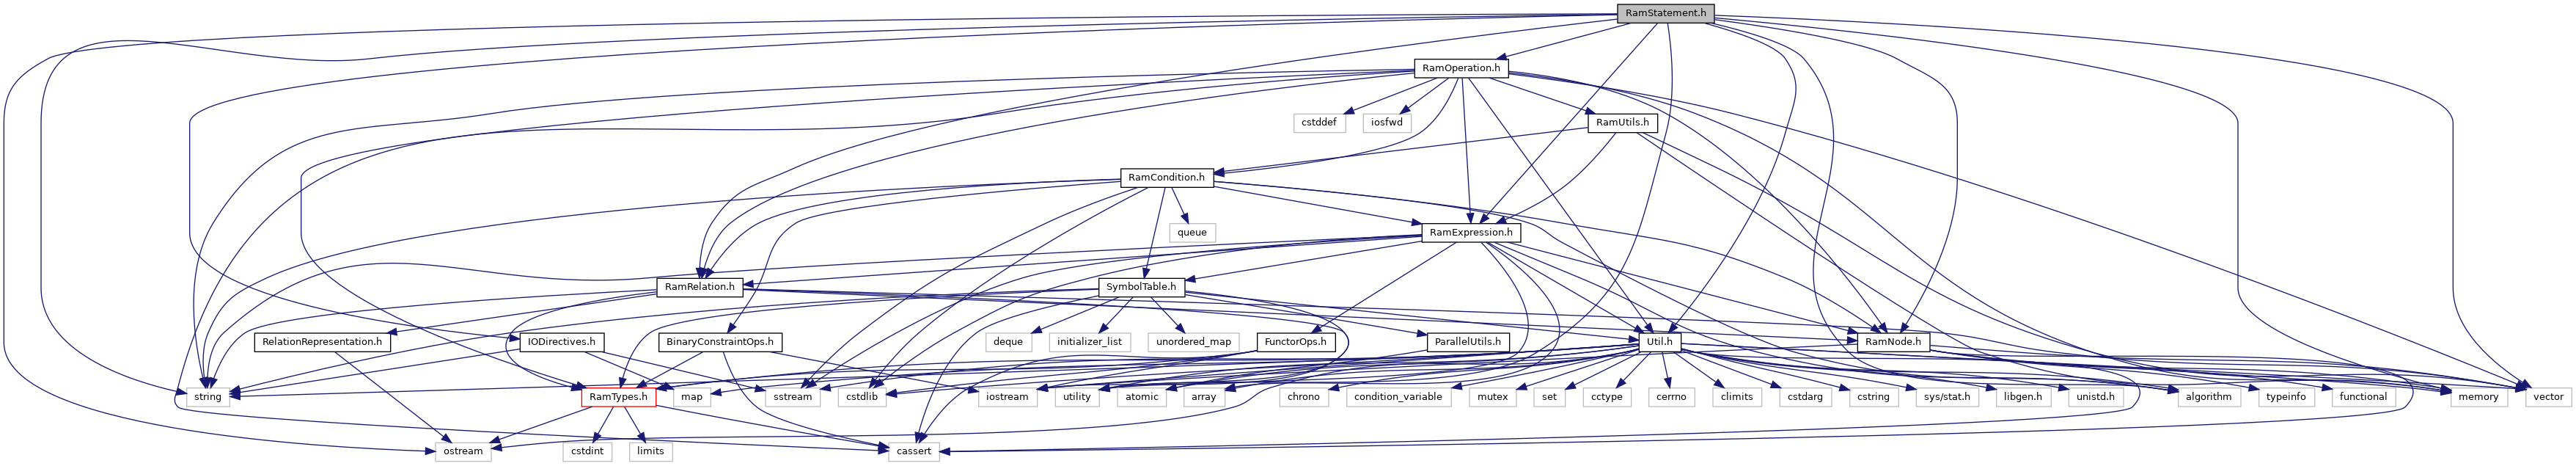 RamStatement.h
RamOperation.h
cstddef
iosfwd
RamUtils.h
RamCondition.h
queue
RamExpression.h
RamRelation.h
SymbolTable.h
RelationRepresentation.h
IODirectives.h
BinaryConstraintOps.h
deque
initializer_list
unordered_map
FunctorOps.h
ParallelUtils.h
Util.h
RamNode.h
string
RamTypes.h
map
sstream
cstdlib
iostream
utility
atomic
array
chrono
condition_variable
mutex
set
cctype
cerrno
climits
cstdarg
cstring
sys/stat.h
libgen.h
unistd.h
algorithm
typeinfo
functional
memory
vector
ostream
cstdint
limits
cassert